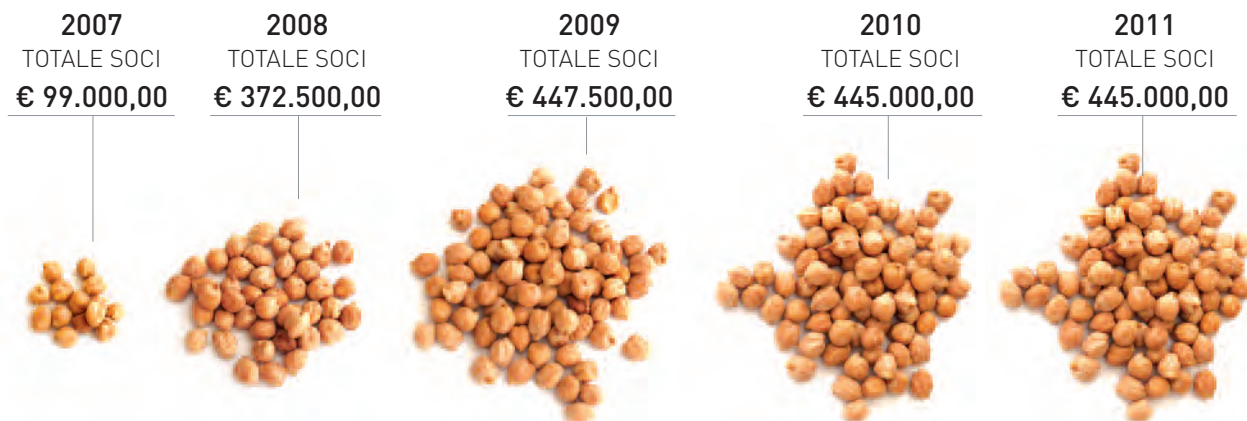 2007
TOTALE SOCI
€ 99.000,00
2008
TOTALE SOCI
€ 372.500,00
2009
TOTALE SOCI
€ 447.500,00
2010
TOTALE SOCI
€ 445.000,00
2011
TOTALE SOCI
€ 445.000,00